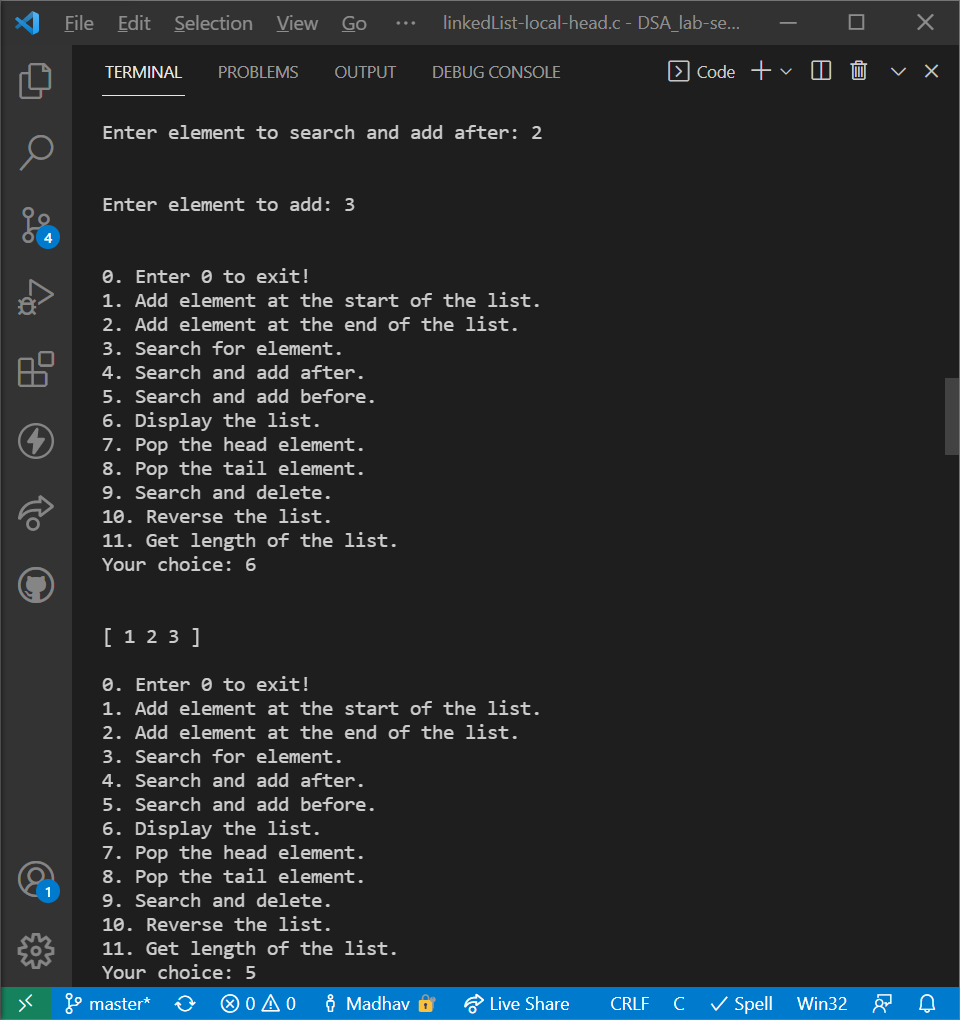 File Edit Selection View Go ··· linkedList-local-head.c - DSA_lab-se...
TERMINAL PROBLEMS OUTPUT DEBUG CONSOLE Code
Enter element to search and add after: 2
Enter element to add: 3
0. Enter 0 to exit!
1. Add element at the start of the list.
2. Add element at the end of the list.
3. Search for element.
4. Search and add after.
5. Search and add before.
6. Display the list.
7. Pop the head element.
8. Pop the tail element.
9. Search and delete.
10. Reverse the list.
11. Get length of the list.
Your choice: 6
[ 1 2 3 ]
0. Enter 0 to exit!
1. Add element at the start of the list.
2. Add element at the end of the list.
3. Search for element.
4. Search and add after.
5. Search and add before.
6. Display the list.
7. Pop the head element.
8. Pop the tail element.
9. Search and delete.
10. Reverse the list.
11. Get length of the list.
Your choice: 5
4
1
master* 0 0 Madhav Live Share CRLF C Spell Win32